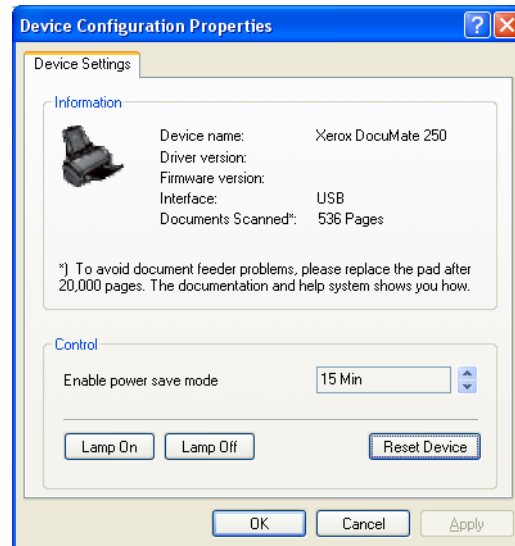 Device Configuration Properties
Device Settings
Information
Device name: Xerox DocuMate 250
Driver version:
Firmware version:
Interface: USB
Documents Scanned*: 536 Pages
*) To avoid document feeder problems, please replace the pad after
20,000 pages. The documentation and help system shows you how.
Control
Enable power save mode 15 Min
Lamp On Lamp Off Reset Device
OK Cancel Apply